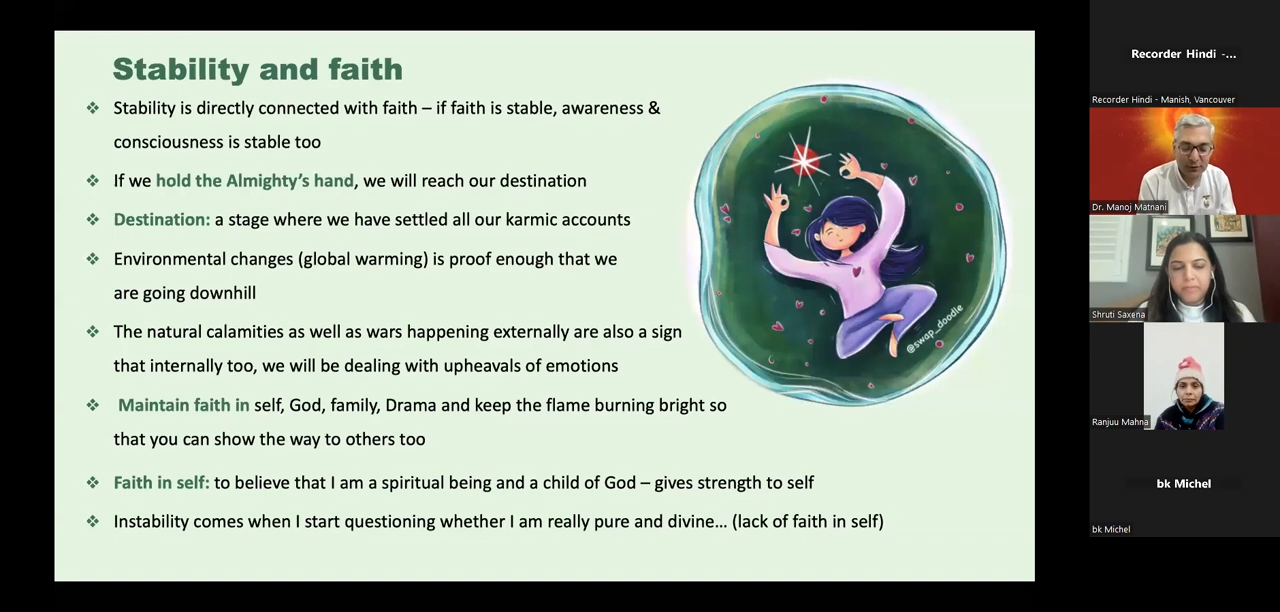 Stability and faith
❖ Stability is directly connected with faith – if faith is stable, awareness &
consciousness is stable too
❖ If we hold the Almighty's hand, we will reach our destination
❖ Destination: a stage where we have settled all our karmic accounts
❖ Environmental changes (global warming) is proof enough that we
are going downhill
❖ The natural calamities as well as wars happening externally are also a sign
that internally too, we will be dealing with upheavals of emotions
❖ Maintain faith in self, God, family, Drama and keep the flame burning bright so
that you can show the way to others too
❖ Faith in self: to believe that I am a spiritual being and a child of God – gives strength to self
❖ Instability comes when I start questioning whether I am really pure and divine... (lack of faith in self)
@swap_doodle
Recorder Hindi -...
Recorder Hindi - Manish, Vancouver
Dr. Manoj Matnani
Shruti Saxena
Ranjuu Mahna
bk Michel
bk Michel